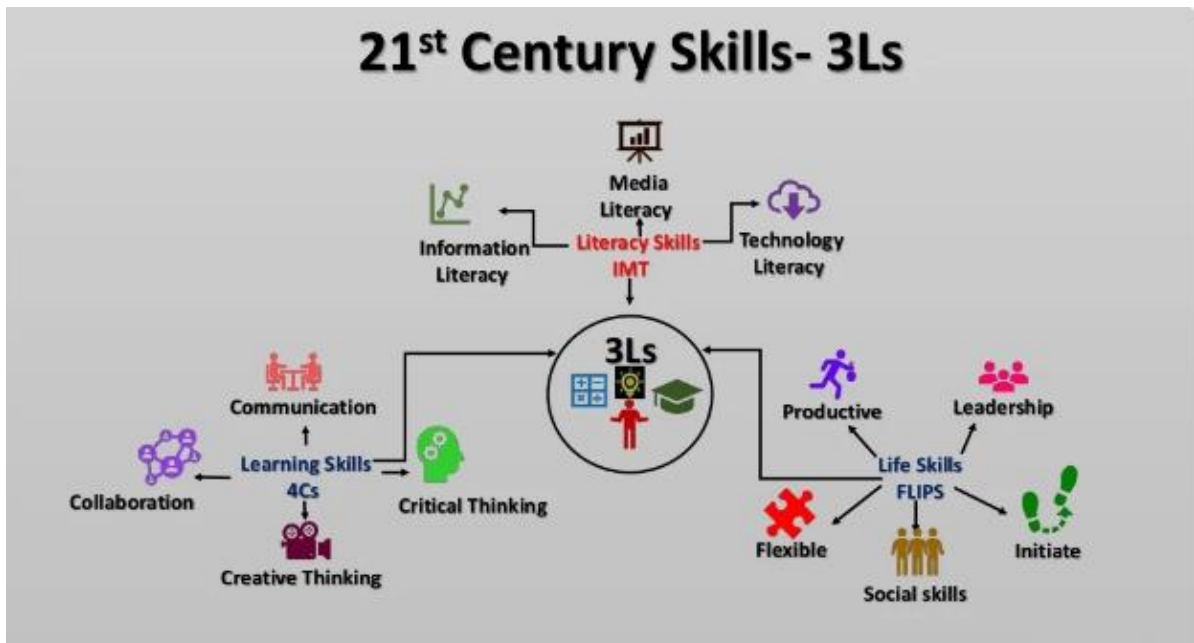 21st Century Skills- 3Ls
Media
Literacy
Information
Literacy
Literacy Skills
IMT
Technology
Literacy
3Ls
Communication
Learning Skills
4Cs
Collaboration
Critical Thinking
Creative Thinking
Productive
Leadership
Life Skills
FLIPS
Flexible
Initiate
Social skills